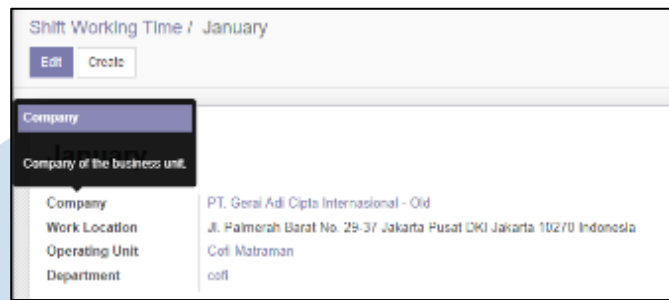 Shift Working Time / January
Edit Create
Company
January
Company of the business unit.
Company PT. Gerai Adi Cipta Internasional - Old
Work Location Jl. Palmerah Barat No. 29-37 Jakarta Pusat DKI Jakarta 10270 Indonesia
Operating Unit Cofi Matraman
Department cofi